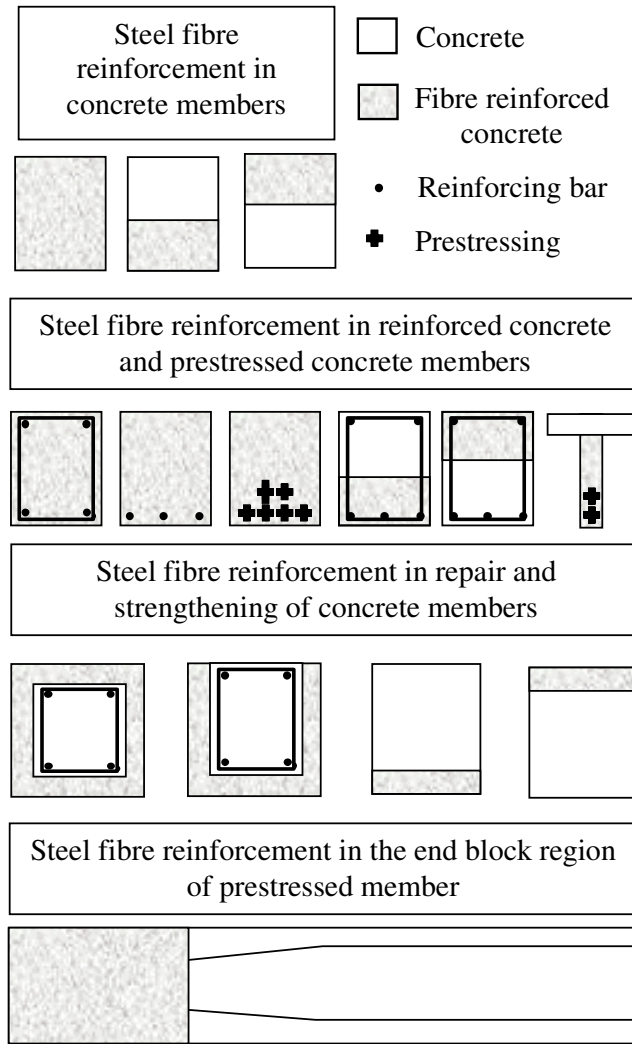 Steel fibre
reinforcement in
concrete members
Concrete
Fibre reinforced
concrete
Reinforcing bar
Prestressing
Steel fibre reinforcement in reinforced concrete
and prestressed concrete members
Steel fibre reinforcement in repair and
strengthening of concrete members
Steel fibre reinforcement in the end block region
of prestressed member